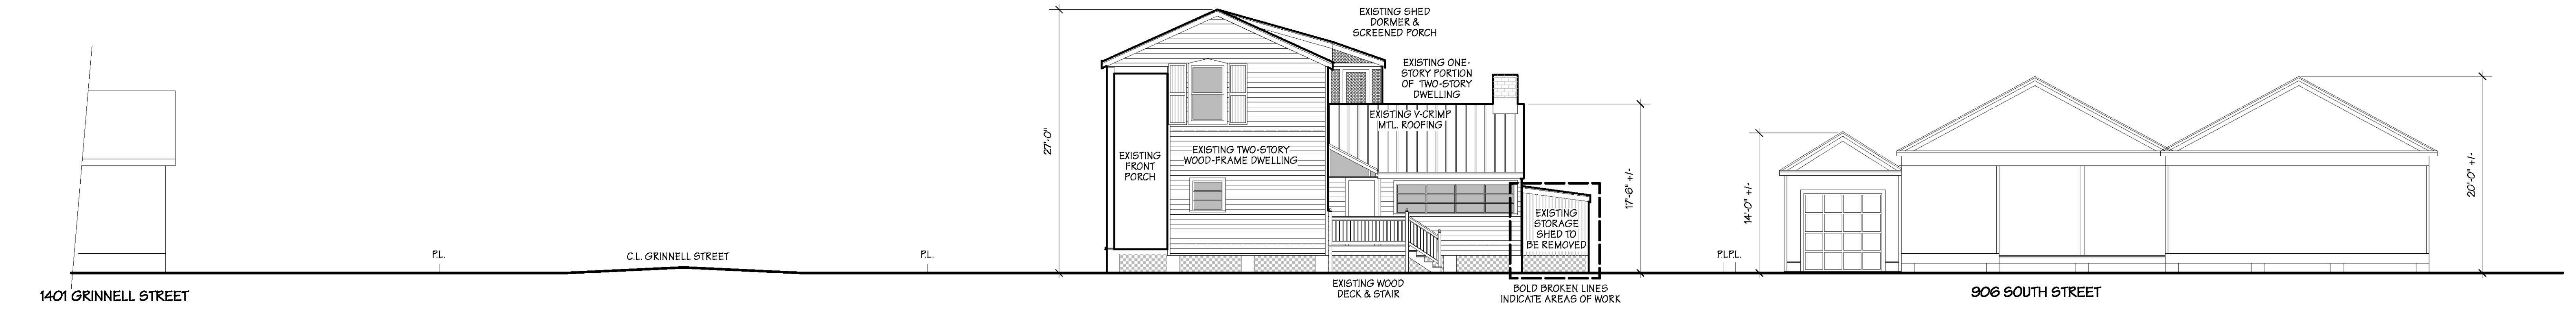 EXISTING SHED
DORMER &
SCREENED PORCH
EXISTING ONE-
STORY PORTION
OF TWO-STORY
DWELLING
EXISTING V-CRIMP
MTL. ROOFING
27'-0"
EXISTING
FRONT
PORCH
EXISTING TWO-STORY
WOOD-FRAME DWELLING
17'-6" +/-
14'-0" +/-
20'-0" +/-
EXISTING
STORAGE
SHED TO
BE REMOVED
P.L.
C.L. GRINNELL STREET
P.L.
P.L.
P.L.
1401 GRINNELL STREET
EXISTING WOOD
DECK & STAIR
BOLD BROKEN LINES
INDICATE AREAS OF WORK
906 SOUTH STREET